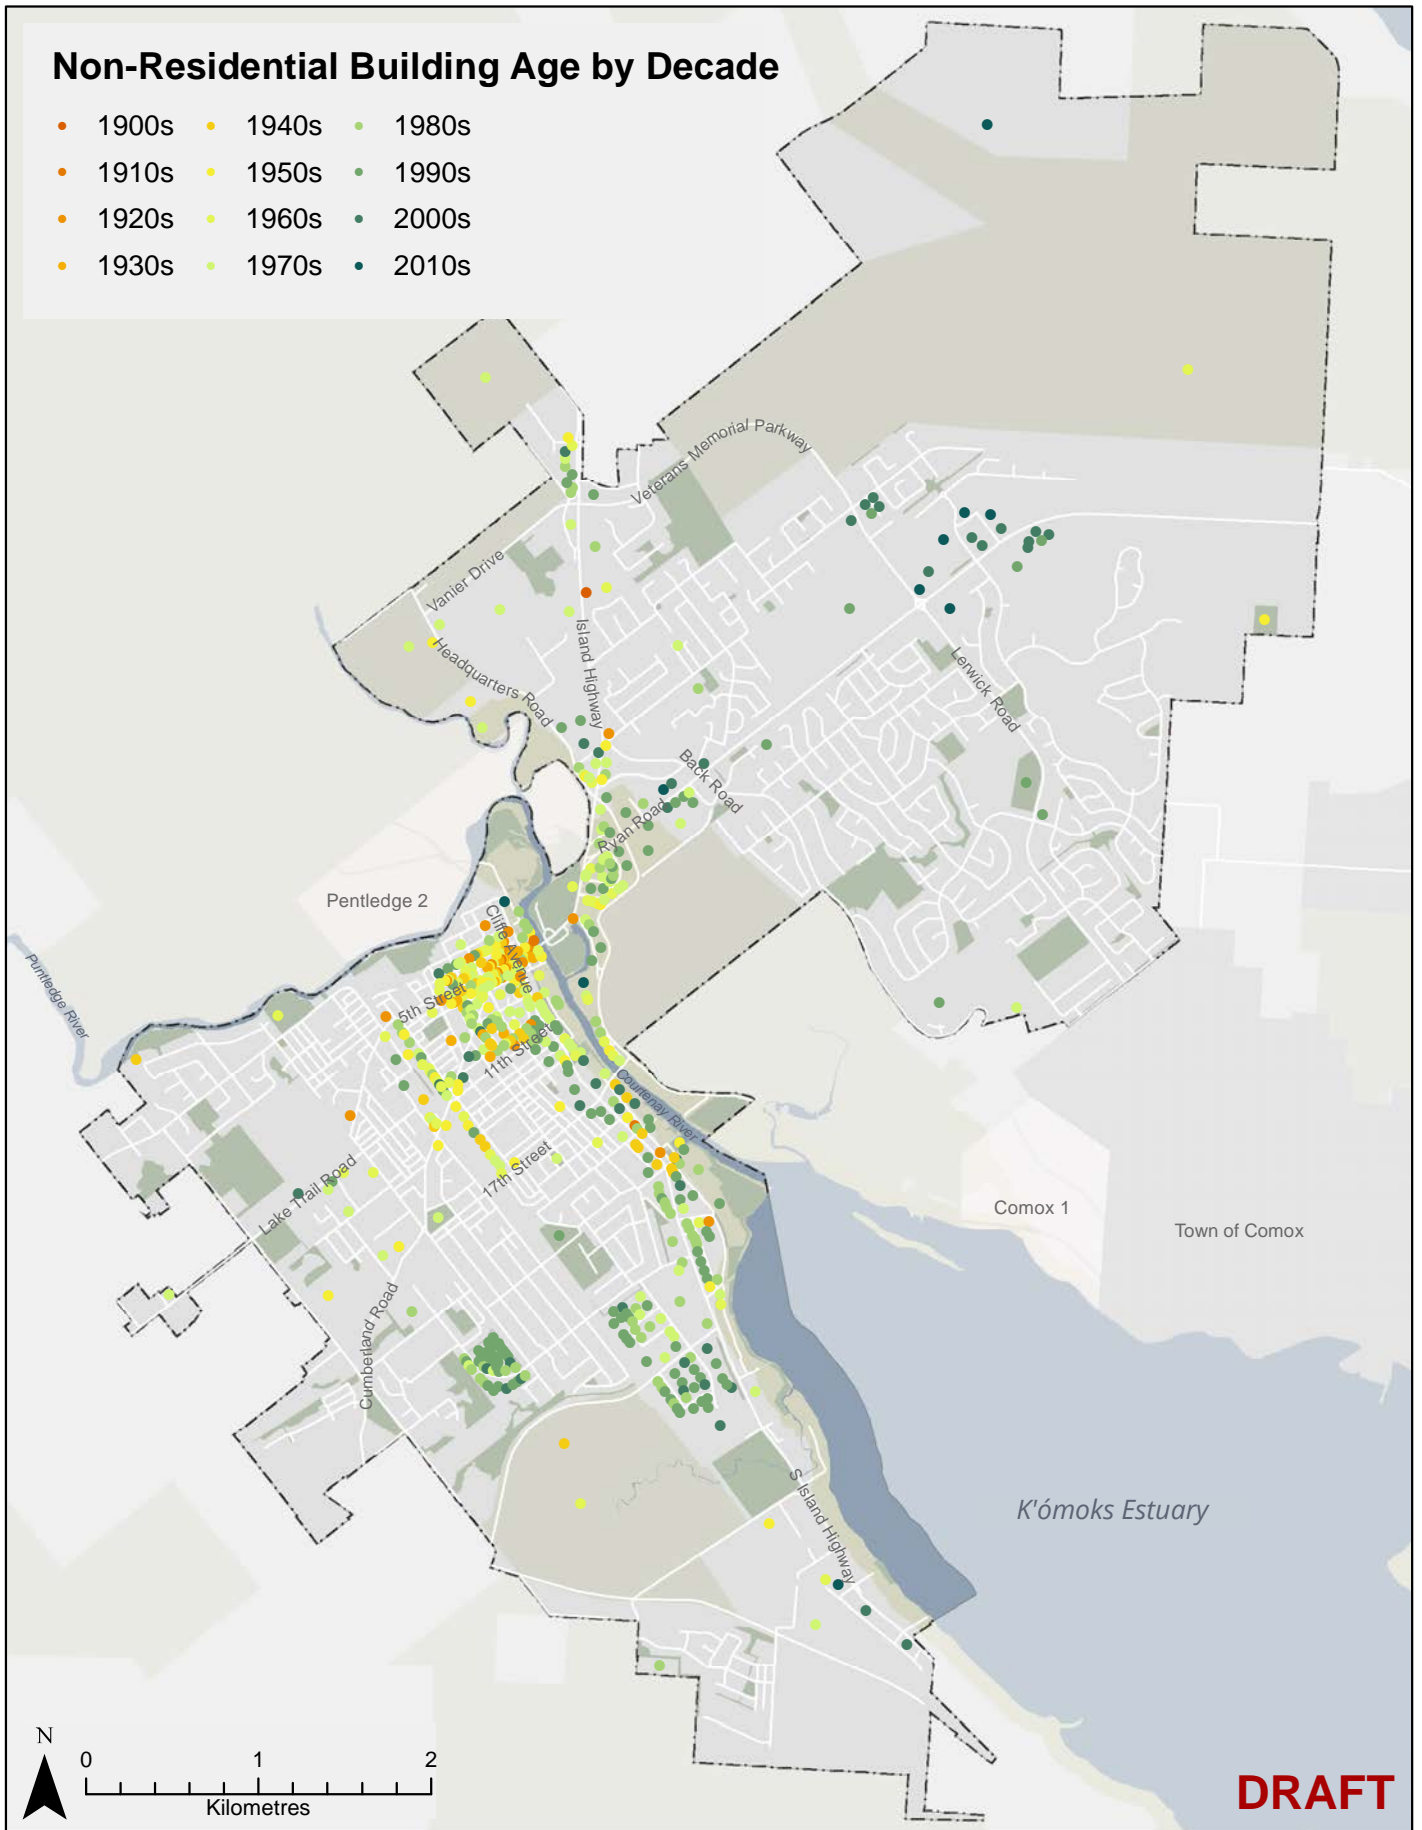 Non-Residential Building Age by Decade
1900s 1940s 1980s
1910s 1950s 1990s
1920s 1960s 2000s
1930s 1970s 2010s
Veterans Memorial Parkway
Vanier Drive
Headquarters Road
Island Highway
Lerwick Road
Back Road
Ryan Road
Pentledge 2
Cliffe Avenue
Puntledge River
5th Street
11th Street
Courtenay River
17th Street
Lake Trail Road
Comox 1
Town of Comox
Cumberland Road
S Island Highway
K'ómoks Estuary
N
0 1 2
Kilometres
DRAFT